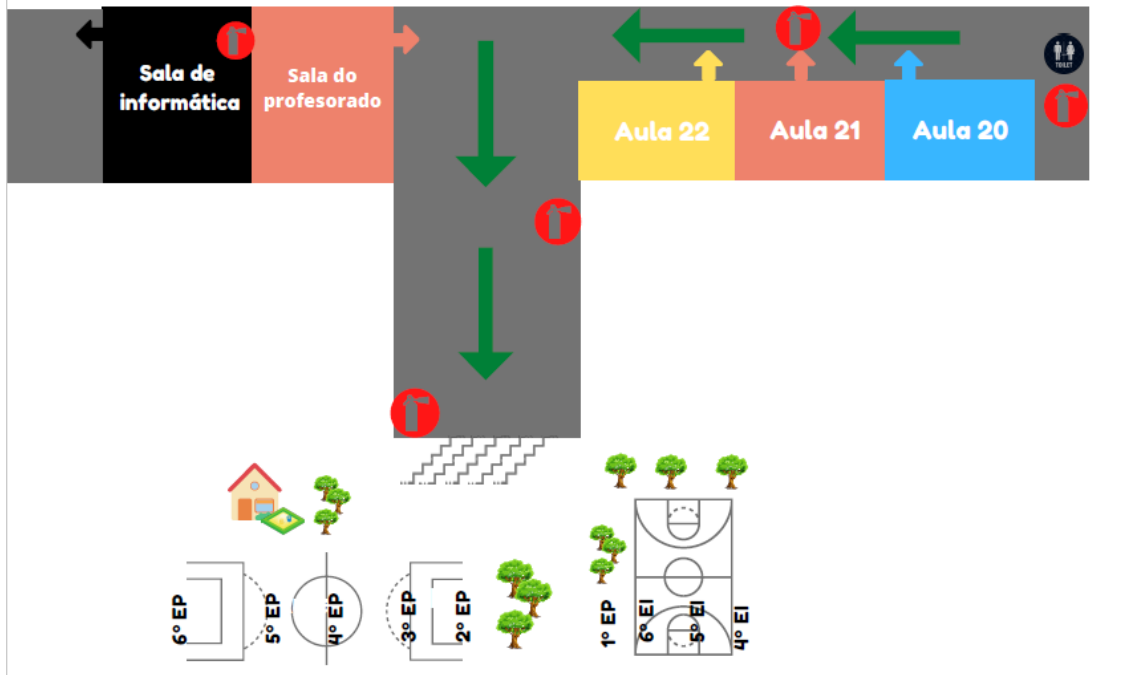 Sala de
informática
Sala do
profesorado
Aula 22
Aula 21
Aula 20
TOILET
6º EP
5º EP
4º EP
3º EP
2º EP
1º EP
6º EI
5º EI
4º EI